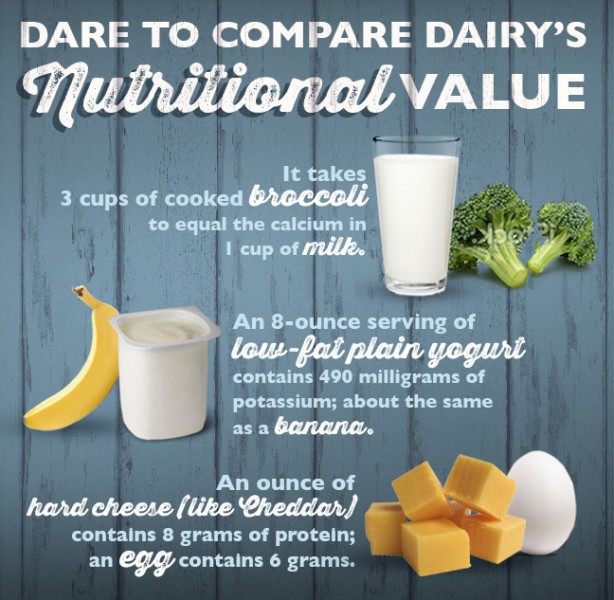 DARE TO COMPARE DAIRY'S
Nutritional VALUE
It takes
3 cups of cooked broccoli
to equal the calcium in
1 cup of milk.
An 8-ounce serving of
low-fat plain yogurt
contains 490 milligrams of
potassium; about the same
as a banana.
An ounce of
hard cheese (like Cheddar)
contains 8 grams of protein;
an egg contains 6 grams.